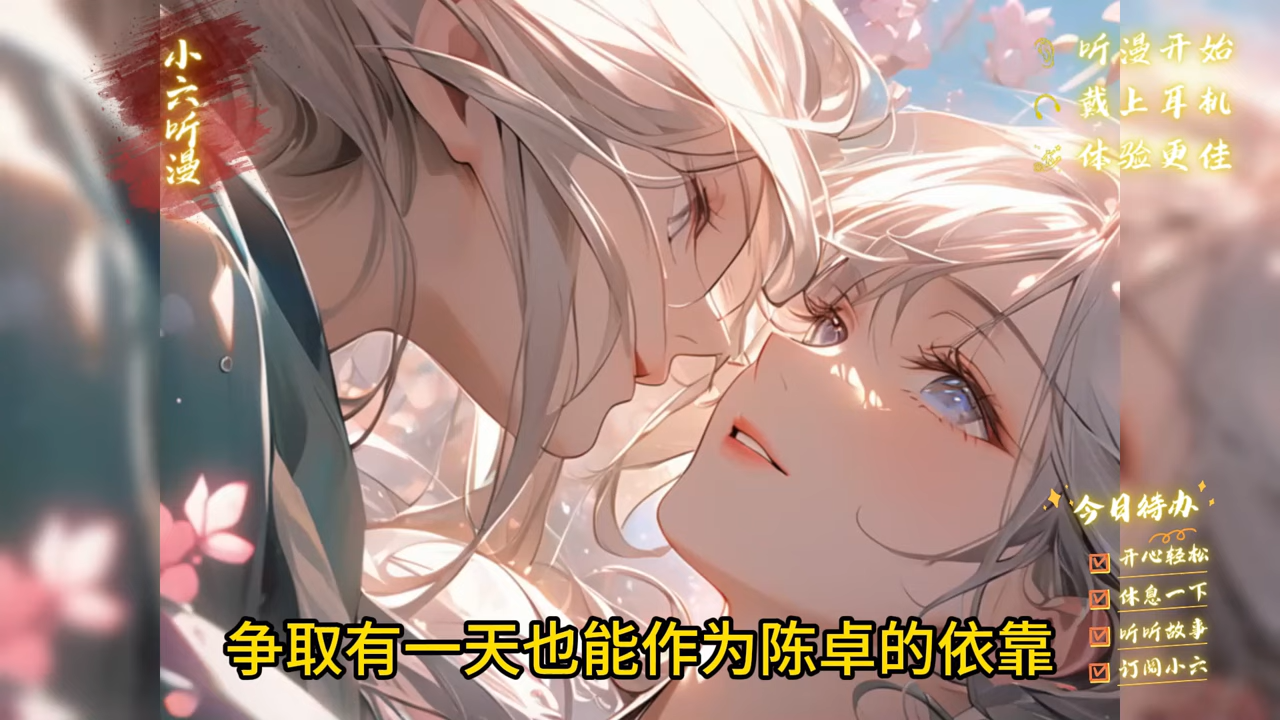 小六听漫
听漫开始
戴上耳机
体验更佳
今日待办
开心轻松
休息一下
听听故事
订阅小六
争取有一天也能作为陈卓的依靠